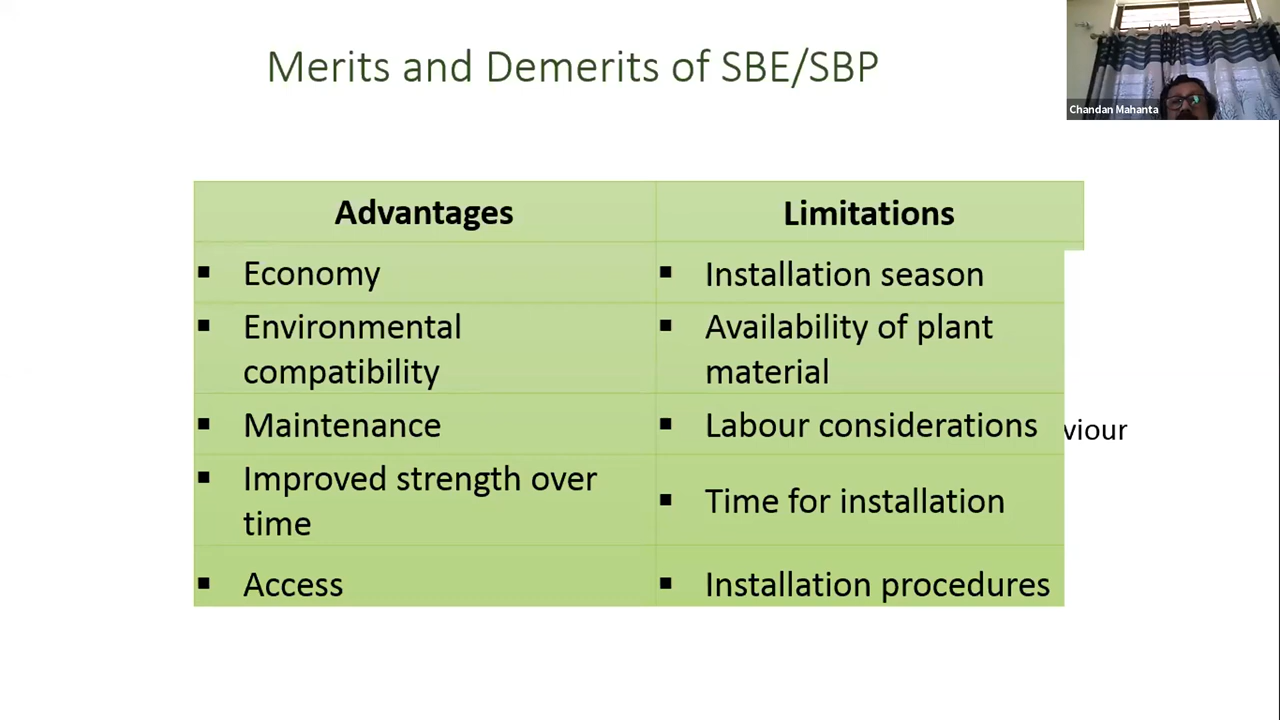 Merits and Demerits of SBE/SBP
Chandan Mahanta
Advantages
Limitations
▪ Economy
▪ Installation season
▪ Environmental
compatibility
▪ Availability of plant
material
▪ Maintenance
▪ Labour considerations
viour
▪ Improved strength over
time
▪ Time for installation
▪ Access
▪ Installation procedures